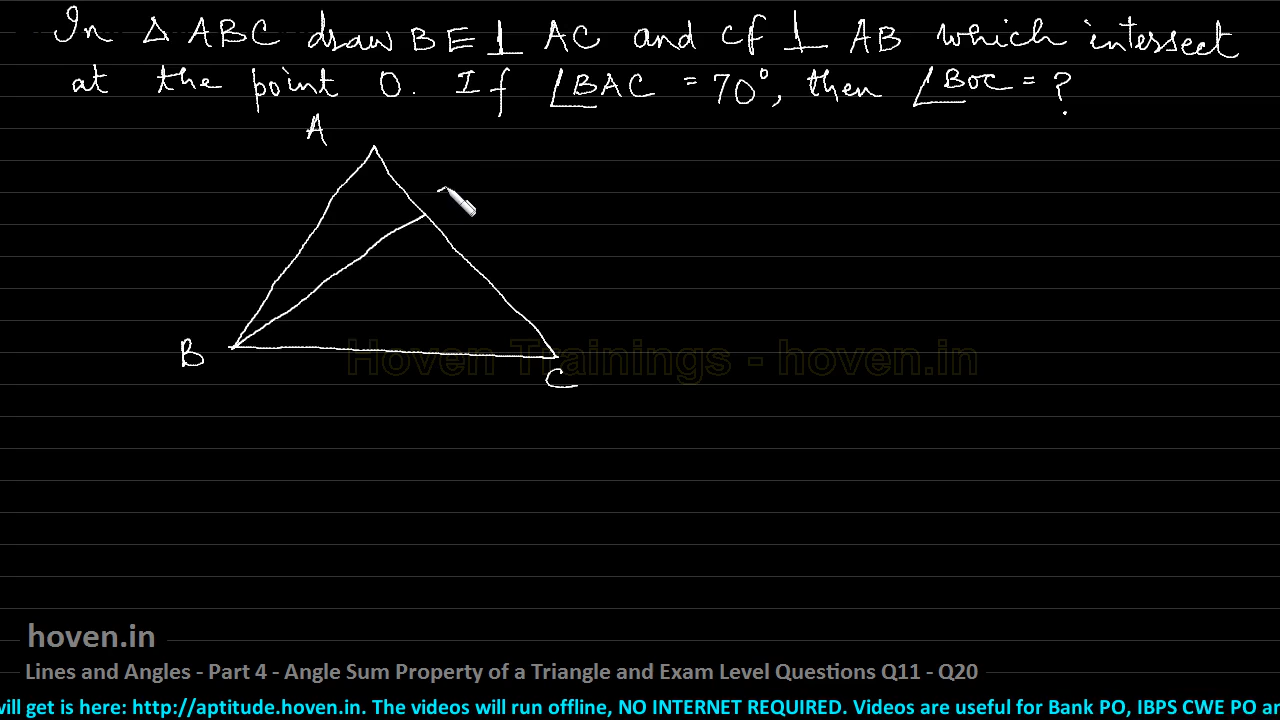 In Δ ABC draw BE ⊥ AC and CF ⊥ AB which intersect
at the point O. If ∠BAC = 70°, then ∠BOC = ?
A
B
C
Hoven Trainings - hoven.in
hoven.in
Lines and Angles - Part 4 - Angle Sum Property of a Triangle and Exam Level Questions Q11 - Q20
will get is here: http://aptitude.hoven.in. The videos will run offline, NO INTERNET REQUIRED. Videos are useful for Bank PO, IBPS CWE PO an